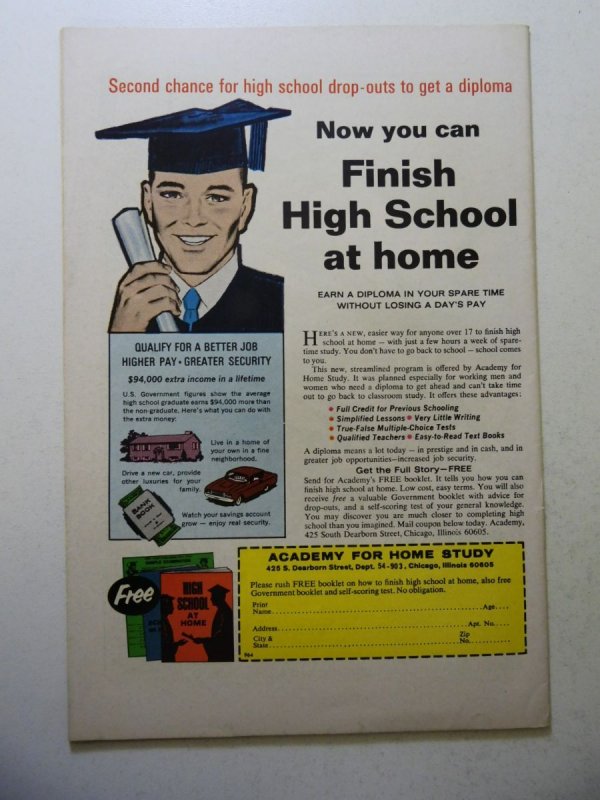 Second chance for high school drop-outs to get a diploma
Now you can
Finish
High School
at home
EARN A DIPLOMA IN YOUR SPARE TIME
WITHOUT LOSING A DAY'S PAY
HERE'S A NEW, easier way for anyone over 17 to finish high
school at home – with just a few hours a week of spare-
time study. You don't have to go back to school – school comes
to you.
This new, streamlined program is offered by Academy for
Home Study. It was planned especially for working men and
women who need a diploma to get ahead and can't take time
out to go back to classroom study. It offers these advantages:
• Full Credit for Previous Schooling
• Simplified Lessons • Very Little Writing
• True-False Multiple-Choice Tests
• Qualified Teachers • Easy-to-Read Text Books
A diploma means a lot today – in prestige and in cash, and in
greater job opportunities–increased job security.
Get the Full Story–FREE
Send for Academy's FREE booklet. It tells you how you can
finish high school at home. Low cost, easy terms. You will also
receive free a valuable Government booklet with advice for
drop-outs, and a self-scoring test of your general knowledge.
You may discover you are much closer to completing high
school than you imagined. Mail coupon below today. Academy,
425 South Dearborn Street, Chicago, Illinois 60605.
QUALIFY FOR A BETTER JOB
HIGHER PAY • GREATER SECURITY
$94,000 extra income in a lifetime
U.S. Government figures show the average
high school graduate earns $94,000 more than
the non-graduate. Here's what you can do with
the extra money:
Live in a home of
your own in a fine
neighborhood.
Drive a new car, provide
other luxuries for your
family.
BANK
BOOK
Watch your savings account
grow – enjoy real security.
Free
HIGH
SCHOOL
AT
HOME
ACADEMY FOR HOME STUDY
425 S. Dearborn Street, Dept. 54-903, Chicago, Illinois 60605
Please rush FREE booklet on how to finish high school at home, also free
Government booklet and self-scoring test. No obligation.
Print
Name Age
Address Apt. No.
City & Zip
State No.
964